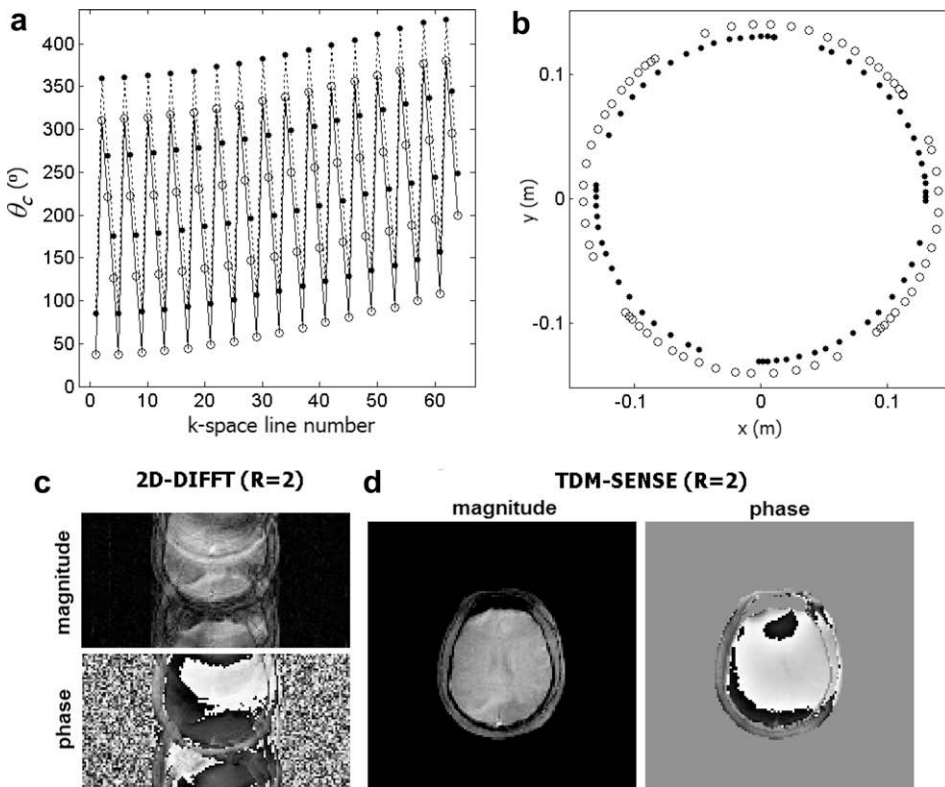 a
400
350
300
250
200
150
100
50
0
θc (º)
0 10 20 30 40 50 60
k-space line number
b
0.1
0
-0.1
y (m)
-0.1 0 0.1
x (m)
c 2D-DIFFT (R=2)
magnitude
phase
d TDM-SENSE (R=2)
magnitude phase